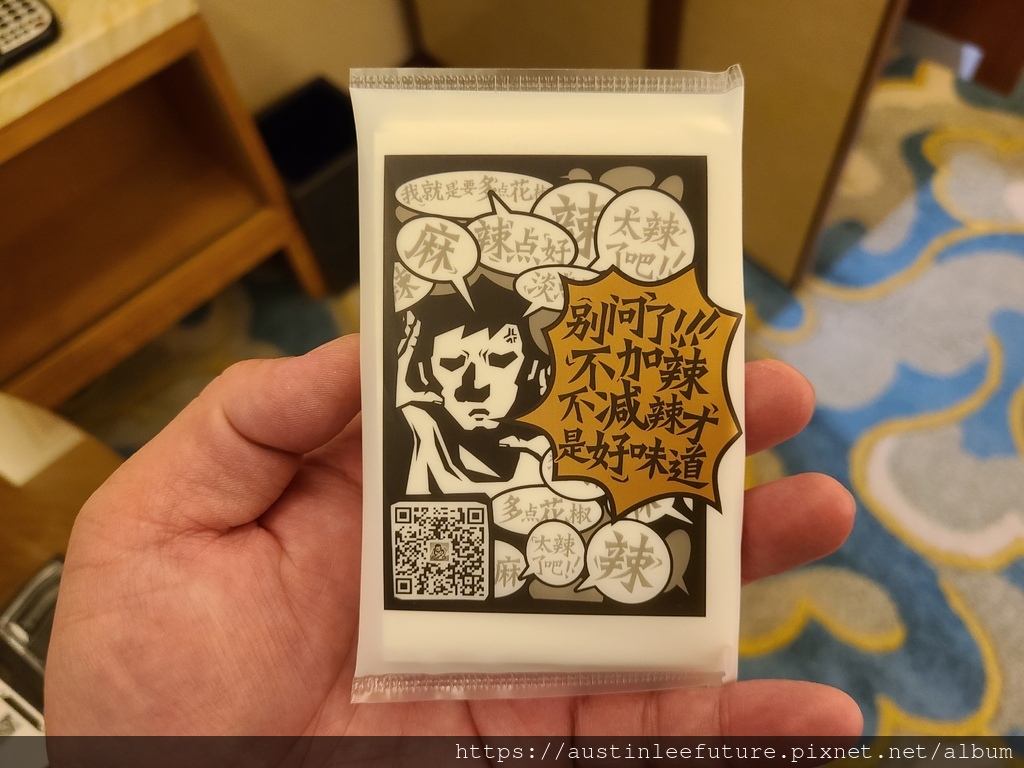 我就是要多点花椒
辣
太辣
了吧!!
麻
辣点好
淡
别问了!!!
不加辣
不减辣才
是好味道
多点花椒
麻
太辣
了吧!!
辣
https://austinleefuture.pixnet.net/album